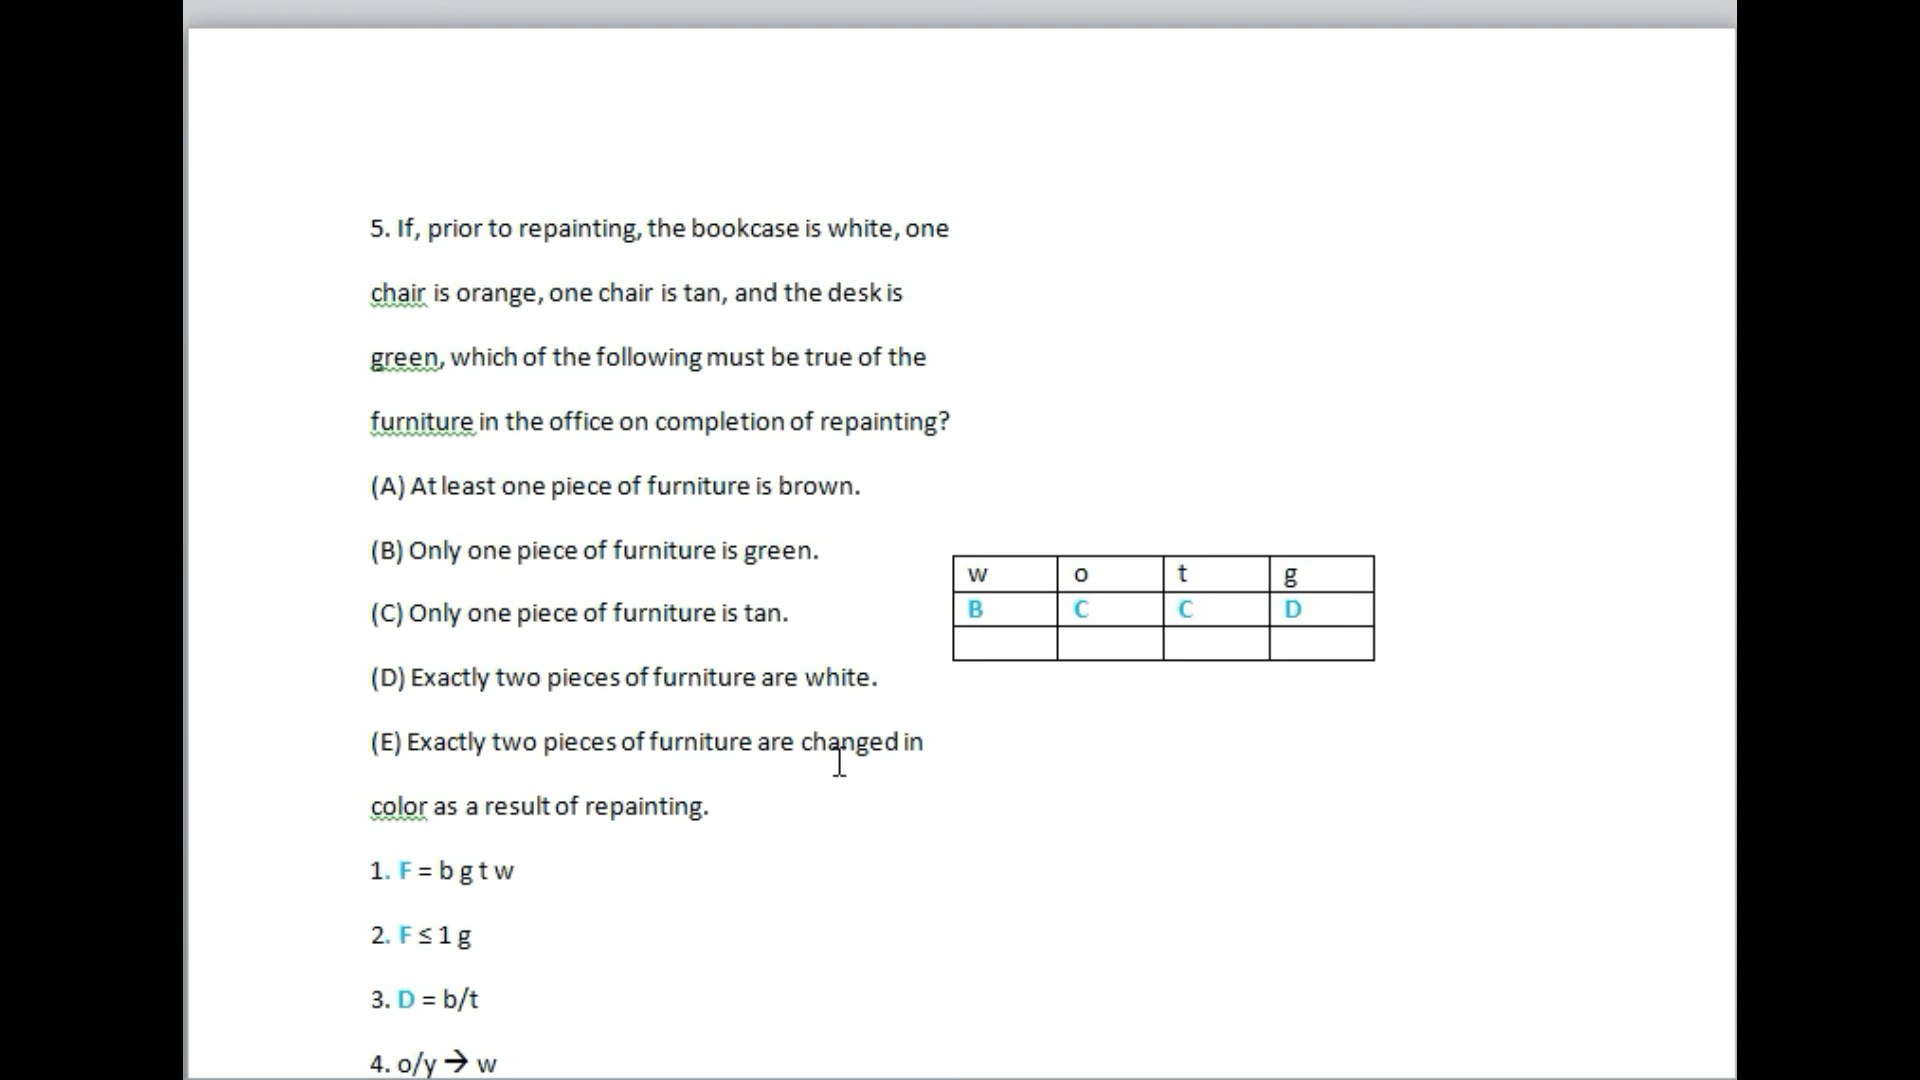 5. If, prior to repainting, the bookcase is white, one
chair is orange, one chair is tan, and the desk is
green, which of the following must be true of the
furniture in the office on completion of repainting?
(A) At least one piece of furniture is brown.
(B) Only one piece of furniture is green.
(C) Only one piece of furniture is tan.
(D) Exactly two pieces of furniture are white.
(E) Exactly two pieces of furniture are changed in
color as a result of repainting.
w o t g
B C C D
1. F = b g t w
2. F ≤ 1 g
3. D = b/t
4. o/y → w